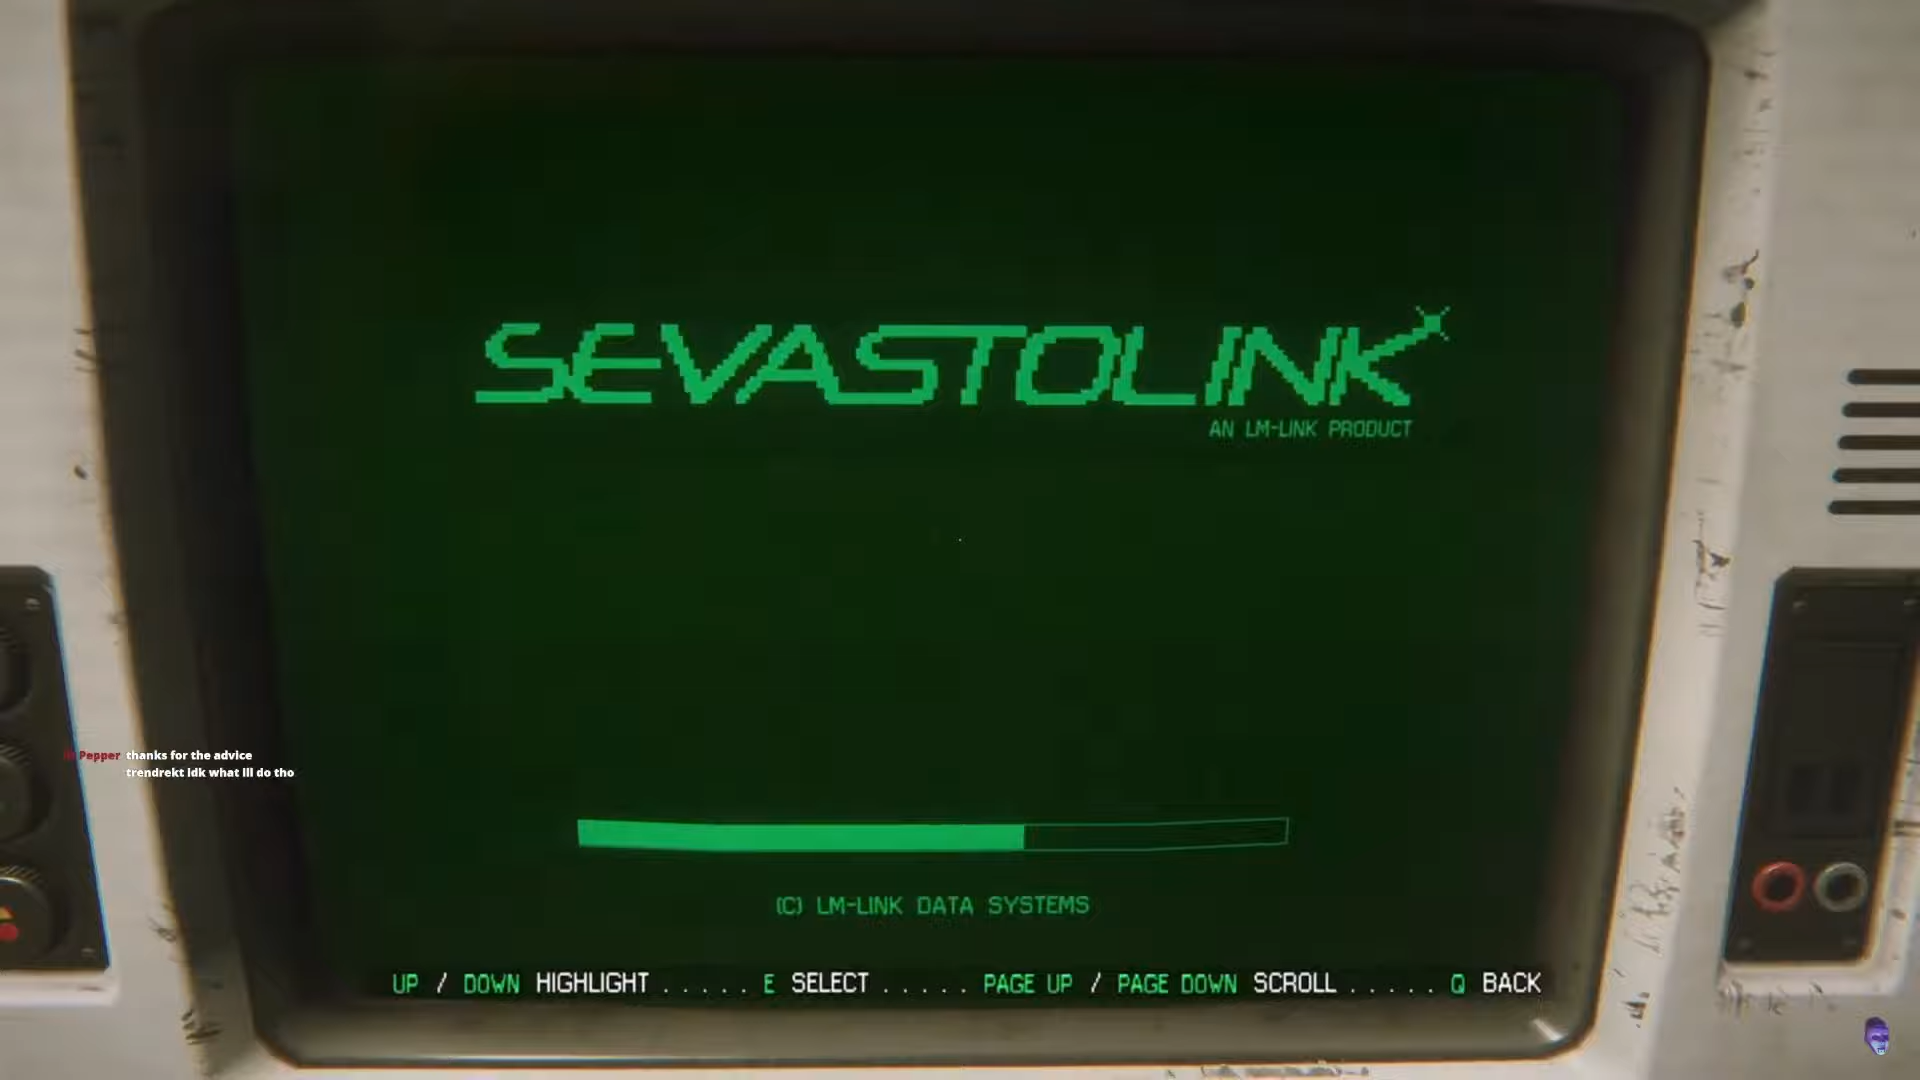 SEVASTOLINK
AN LM-LINK PRODUCT
Pepper thanks for the advice
trendrekt idk what ill do tho
(C) LM-LINK DATA SYSTEMS
UP / DOWN HIGHLIGHT ..... E SELECT ..... PAGE UP / PAGE DOWN SCROLL ..... Q BACK